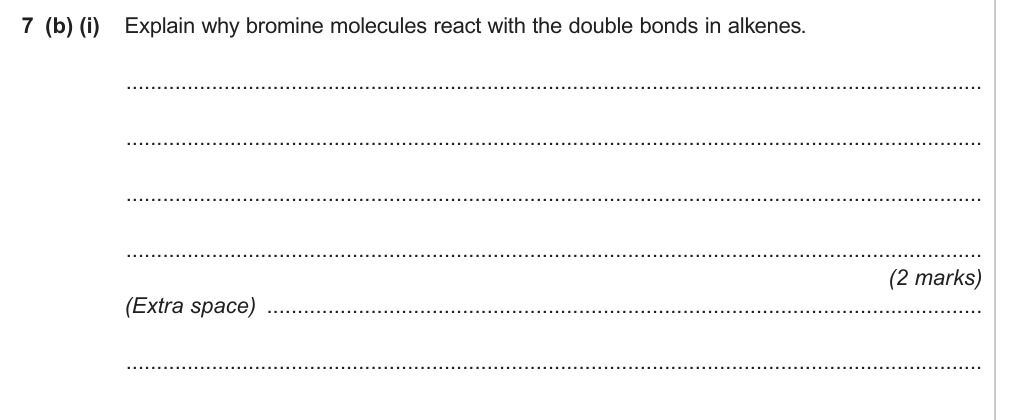 7 (b) (i) Explain why bromine molecules react with the double bonds in alkenes.
(2 marks)
(Extra space)